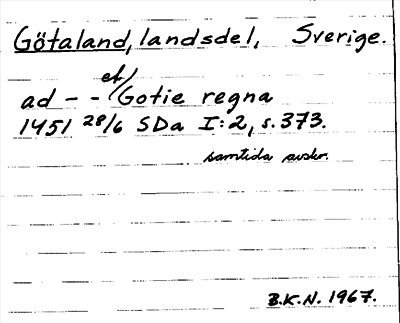 Götaland, landsdel, Sverige.
ad - - et/Gotie regna
1451 28/6 SDa I:2, s.373.
samtida avskr.
B.K.N. 1967.